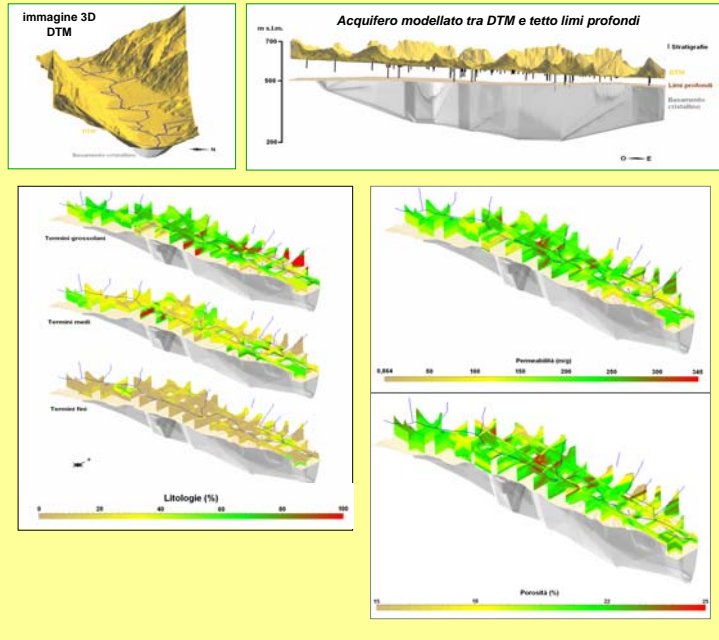 immagine 3D
DTM
DTM
Basamento cristallino
N
Acquifero modellato tra DTM e tetto limi profondi
m s.l.m.
700
500
200
I Stratigrafie
DTM
Limi profondi
Basamento
cristallino
O E
Termini grossolani
Termini medi
Termini fini
Litologie (%)
0 20 40 60 80 100
Permeabilità (m/g)
0,864 50 100 150 200 250 300 345
Porosità (%)
15 18 22 25